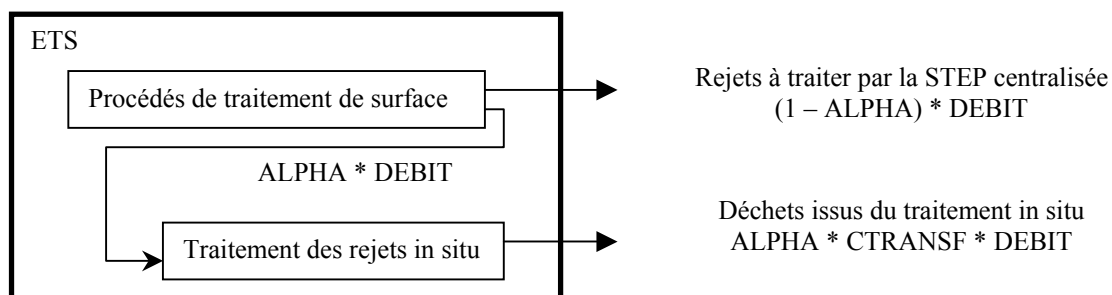 ETS
Procédés de traitement de surface
Rejets à traiter par la STEP centralisée
(1 – ALPHA) * DEBIT
ALPHA * DEBIT
Traitement des rejets in situ
Déchets issus du traitement in situ
ALPHA * CTRANSF * DEBIT